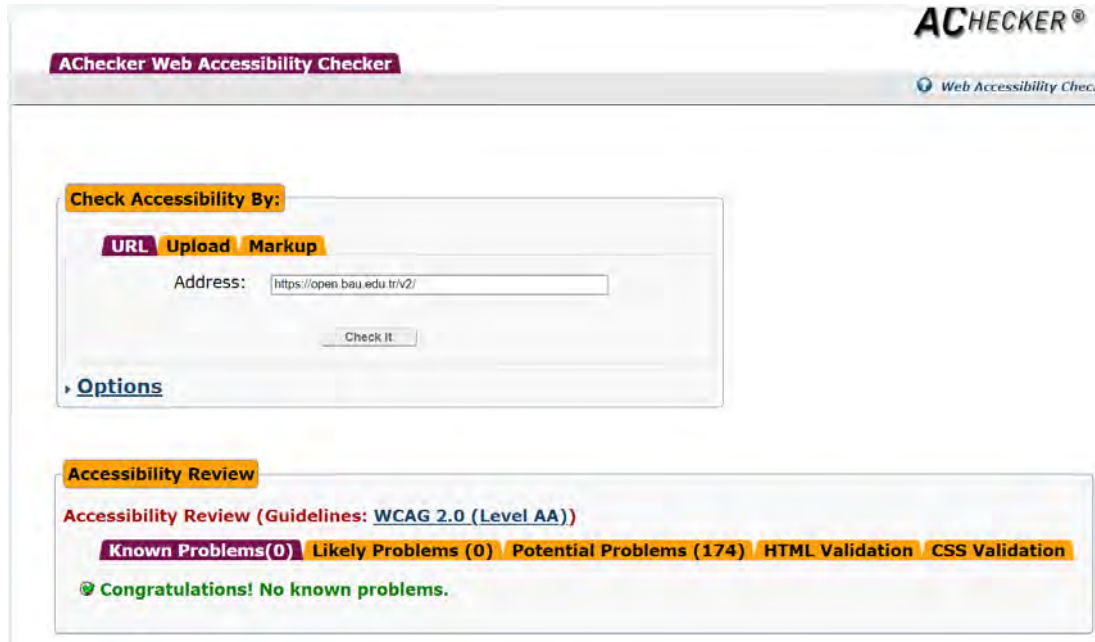 ACHECKER®
AChecker Web Accessibility Checker
Web Accessibility Chec
Check Accessibility By:
URL Upload Markup
Address: https://open.bau.edu.tr/v2/
Check It
Options
Accessibility Review
Accessibility Review (Guidelines: WCAG 2.0 (Level AA))
Known Problems(0) Likely Problems (0) Potential Problems (174) HTML Validation CSS Validation
Congratulations! No known problems.